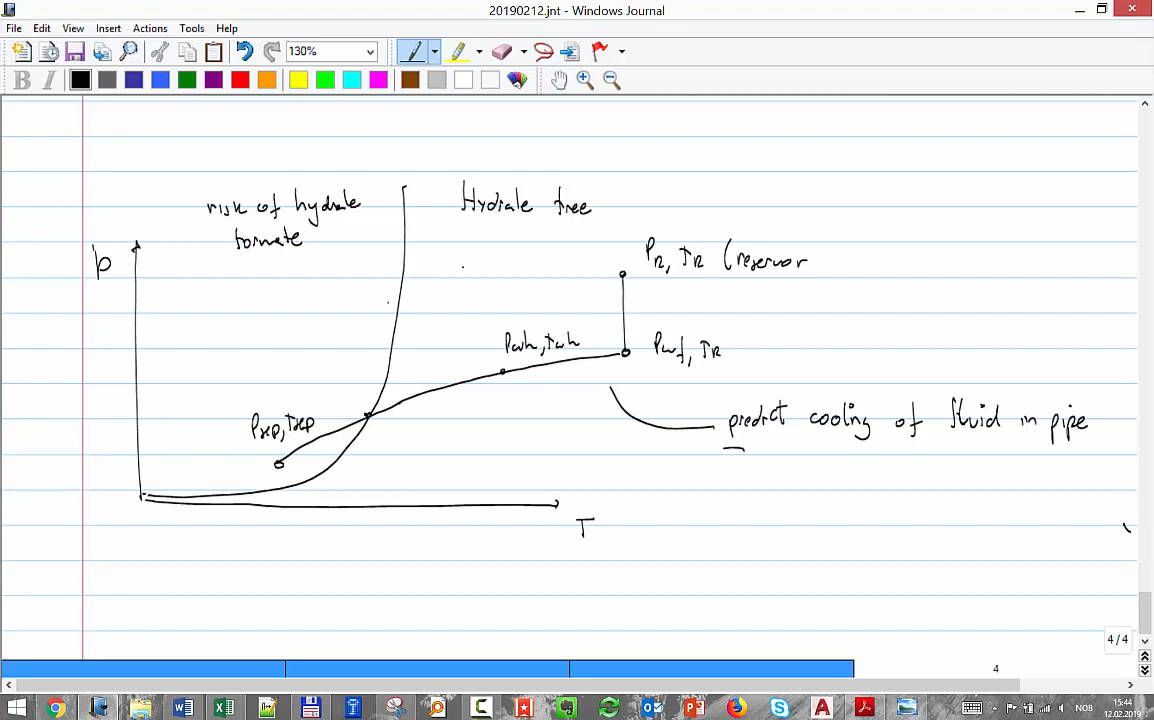 20190212.jnt - Windows Journal
File Edit View Insert Actions Tools Help
130%
B I
risk of hydrate
formate
Hydrate free
p
PR, TR (reservoir
Pwh, Twh
Pwf, TR
Psep, Tsep
predict cooling of fluid in pipe
T
4 / 4
4
NOB
15:44
12.02.2019